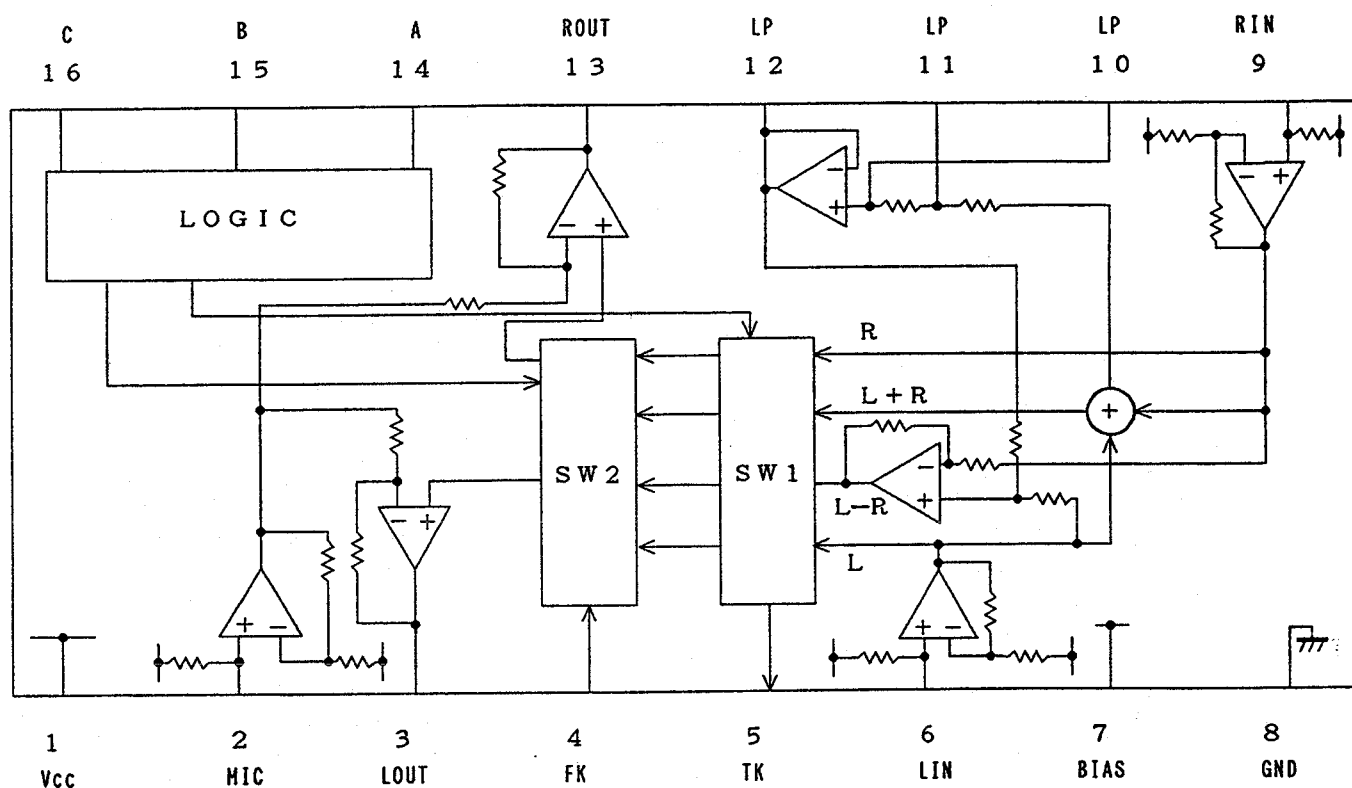 C B A ROUT LP LP LP RIN
16 15 14 13 12 11 10 9
- + 
-
LOGIC - + +
R
L+R +
SW2 SW1 -
- + L-R +
L
+ - + -
1 2 3 4 5 6 7 8
Vcc MIC LOUT FK TK LIN BIAS GND